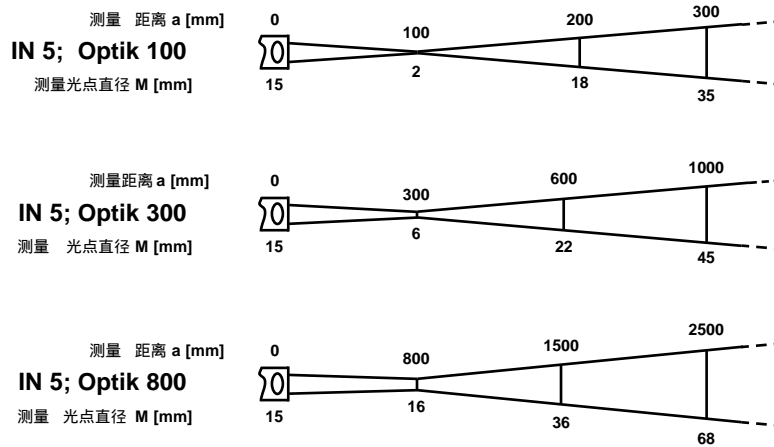 测量 距离 a [mm] 0 100 200 300
IN 5; Optik 100
测量光点直径 M [mm] 15 2 18 35
测量距离 a [mm] 0 300 600 1000
IN 5; Optik 300
测量 光点直径 M [mm] 15 6 22 45
测量 距离 a [mm] 0 800 1500 2500
IN 5; Optik 800
测量 光点直径 M [mm] 15 16 36 68